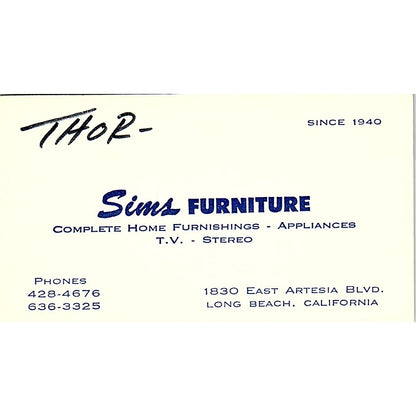 THOR-
SINCE 1940
Sims FURNITURE
COMPLETE HOME FURNISHINGS - APPLIANCES
T.V. - STEREO
PHONES
428-4676
636-3325
1830 EAST ARTESIA BLVD.
LONG BEACH, CALIFORNIA